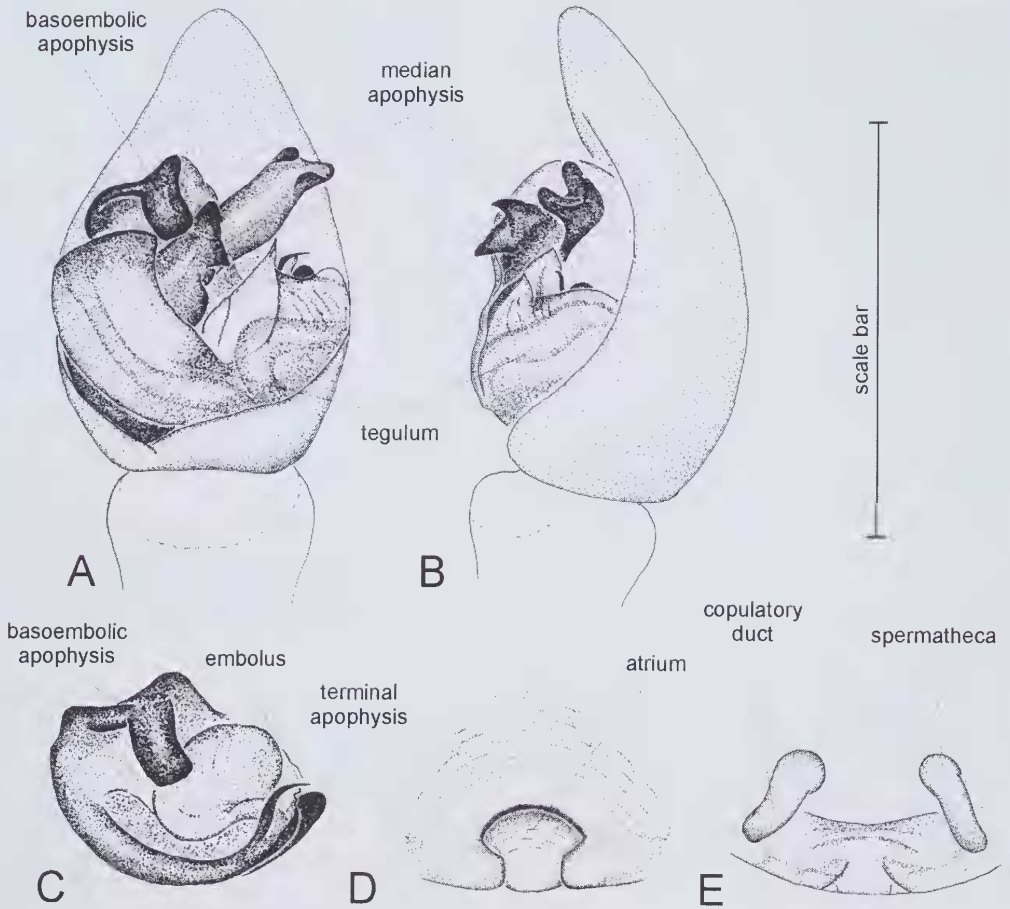 basoembolic
apophysis
median
apophysis
scale bar
tegulum
A
B
basoembolic
apophysis
embolus
terminal
apophysis
atrium
copulatory
duct
spermatheca
C
D
E